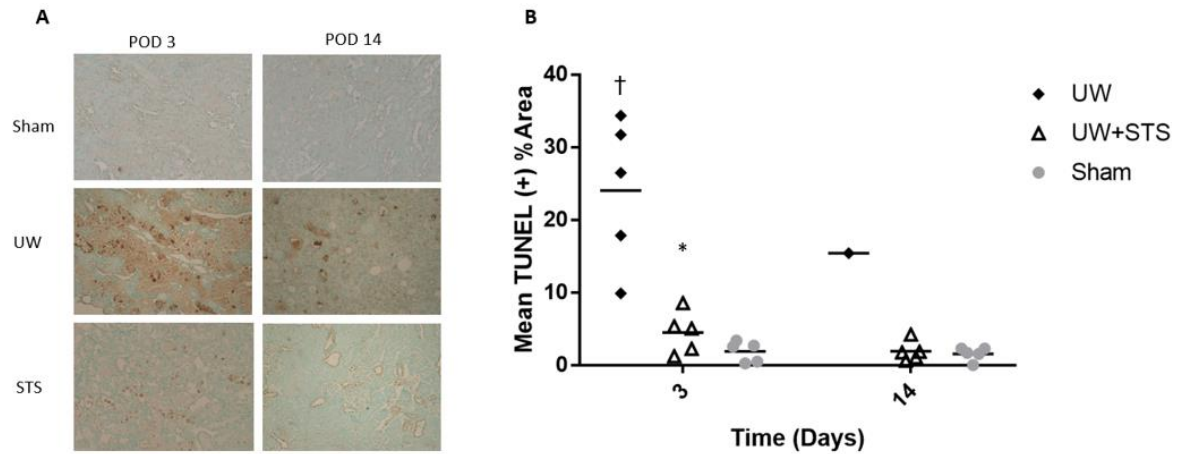 A
POD 3
POD 14
Sham
UW
STS
B
Mean TUNEL (+) % Area
40
30
20
10
0
†
*
3
14
Time (Days)
UW
UW+STS
Sham